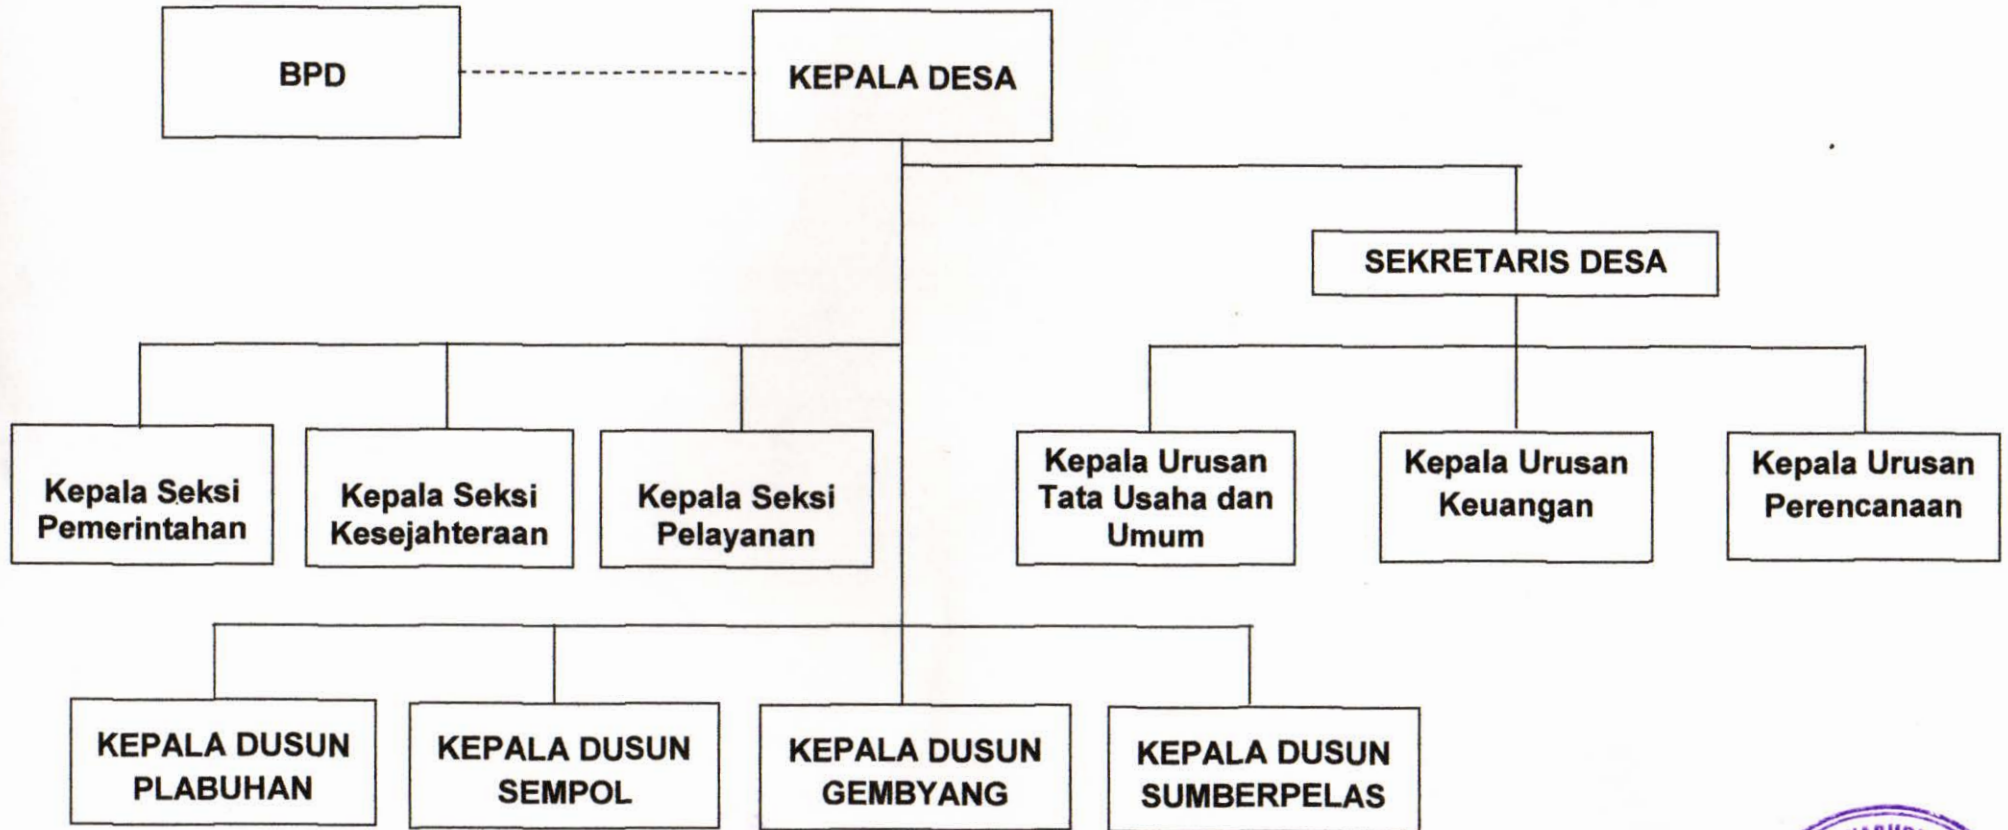 BPD
KEPALA DESA
SEKRETARIS DESA
Kepala Seksi
Pemerintahan
Kepala Seksi
Kesejahteraan
Kepala Seksi
Pelayanan
Kepala Urusan
Tata Usaha dan
Umum
Kepala Urusan
Keuangan
Kepala Urusan
Perencanaan
KEPALA DUSUN
PLABUHAN
KEPALA DUSUN
SEMPOL
KEPALA DUSUN
GEMBYANG
KEPALA DUSUN
SUMBERPELAS